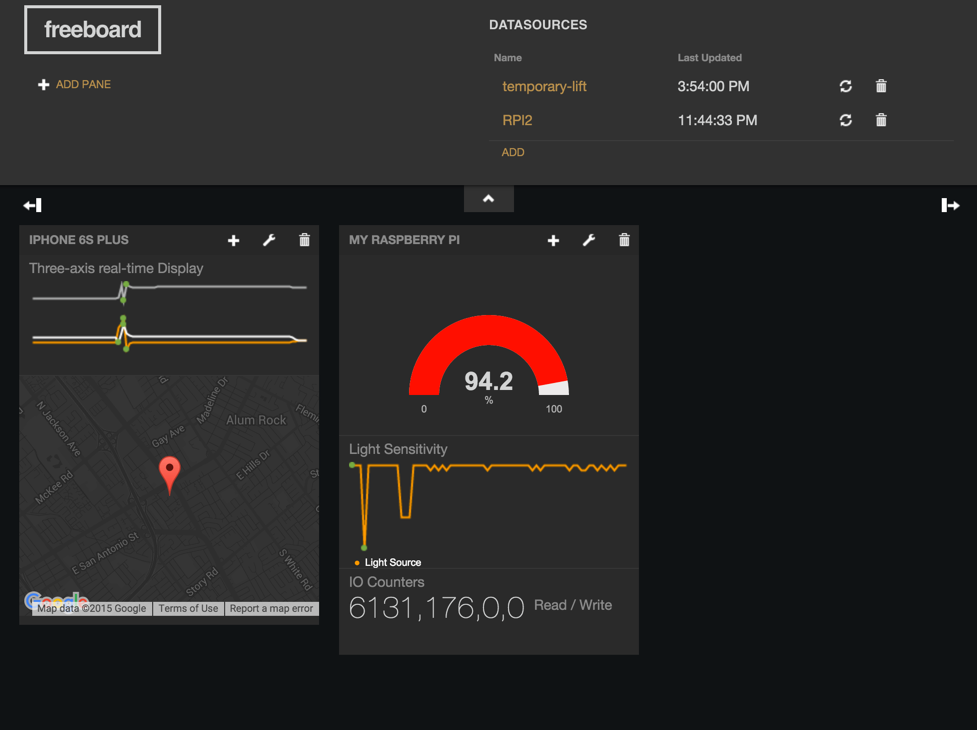 freeboard
ADD PANE
DATASOURCES
Name Last Updated
temporary-lift 3:54:00 PM
RPI2 11:44:33 PM
ADD
IPHONE 6S PLUS
Three-axis real-time Display
N Jackson Ave
Madeline Dr
Alum Rock
Gay Ave
McKee Rd
E Hills Dr
E San Antonio St
Story Rd
S White Rd
Google
Map data ©2015 Google Terms of Use Report a map error
MY RASPBERRY PI
94.2
%
0 100
Light Sensitivity
Light Source
IO Counters
6131,176,0,0 Read / Write